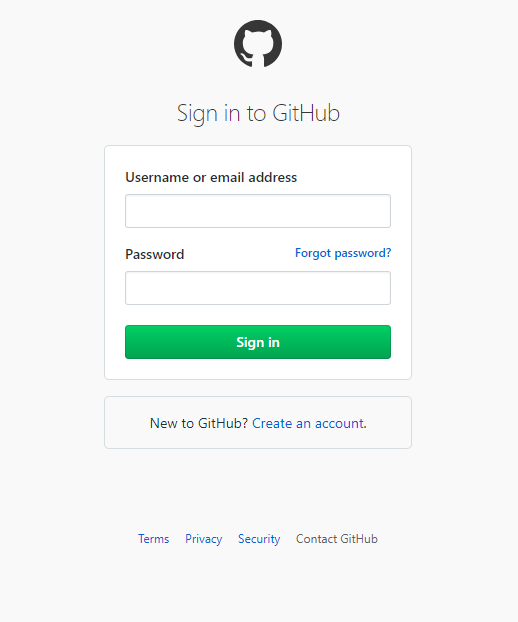 Sign in to GitHub
Username or email address
Password Forgot password?
Sign in
New to GitHub? Create an account.
Terms Privacy Security Contact GitHub